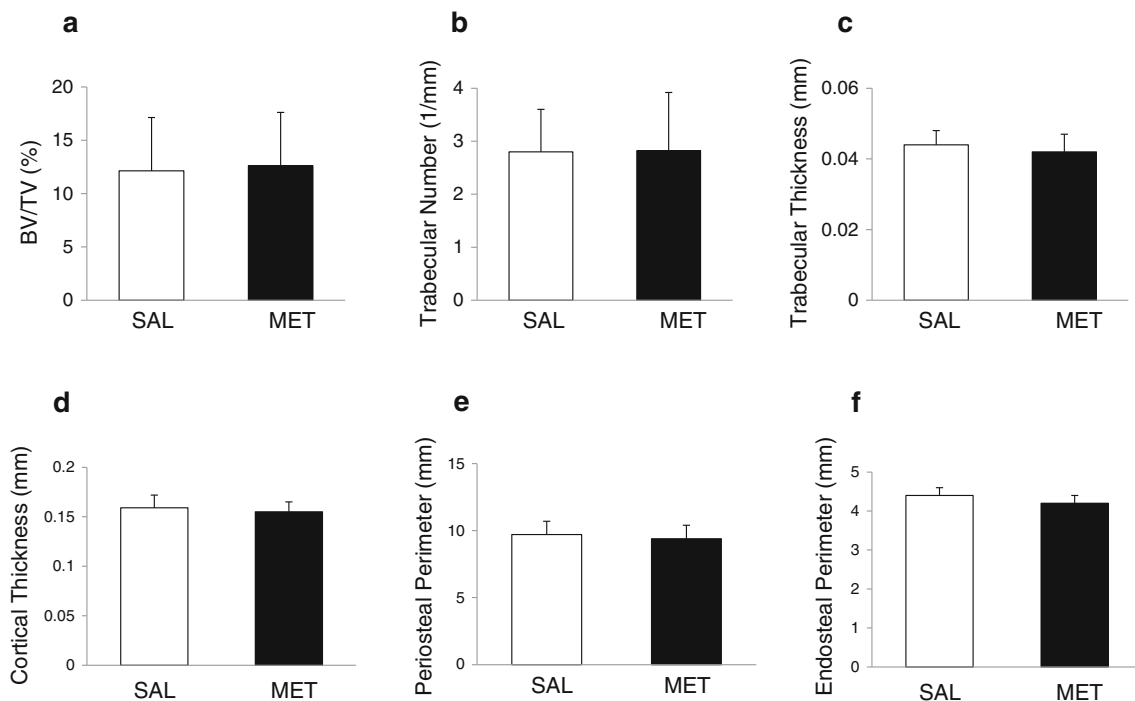 a
BV/TV (%)
20
15
10
5
0
SAL
MET
b
Trabecular Number (1/mm)
4
3
2
1
0
SAL
MET
c
Trabecular Thickness (mm)
0.06
0.04
0.02
0
SAL
MET
d
Cortical Thickness (mm)
0.2
0.15
0.1
0.05
0
SAL
MET
e
Periosteal Perimeter (mm)
15
10
5
0
SAL
MET
f
Endosteal Perimeter (mm)
5
4
3
2
1
0
SAL
MET